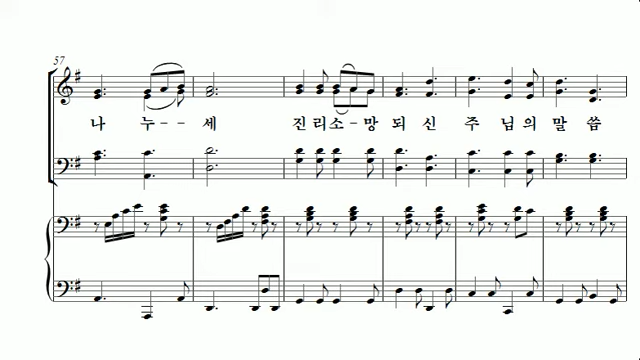 57
나 누 - - 세 진 리 소 - 망 되 신 주 님 의 말 씀